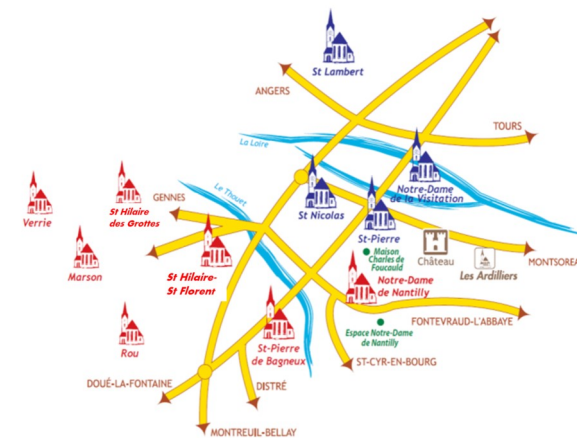 St Lambert
ANGERS
TOURS
La Loire
Le Thouet
Notre-Dame
de la Visitation
Verrie
St Hilaire
des Grottes
GENNES
St Nicolas
St-Pierre
Maison
Charles de
Foucauld
Château
Les Ardilliers
MONTSOREA
Marson
St Hilaire-
St Florent
Notre-Dame
de Nantilly
FONTEVRAUD-L'ABBAYE
Espace Notre-Dame
de Nantilly
Rou
St-Pierre
de Bagneux
ST-CYR-EN-BOURG
DOUÉ-LA-FONTAINE
DISTRÉ
MONTREUIL-BELLAY